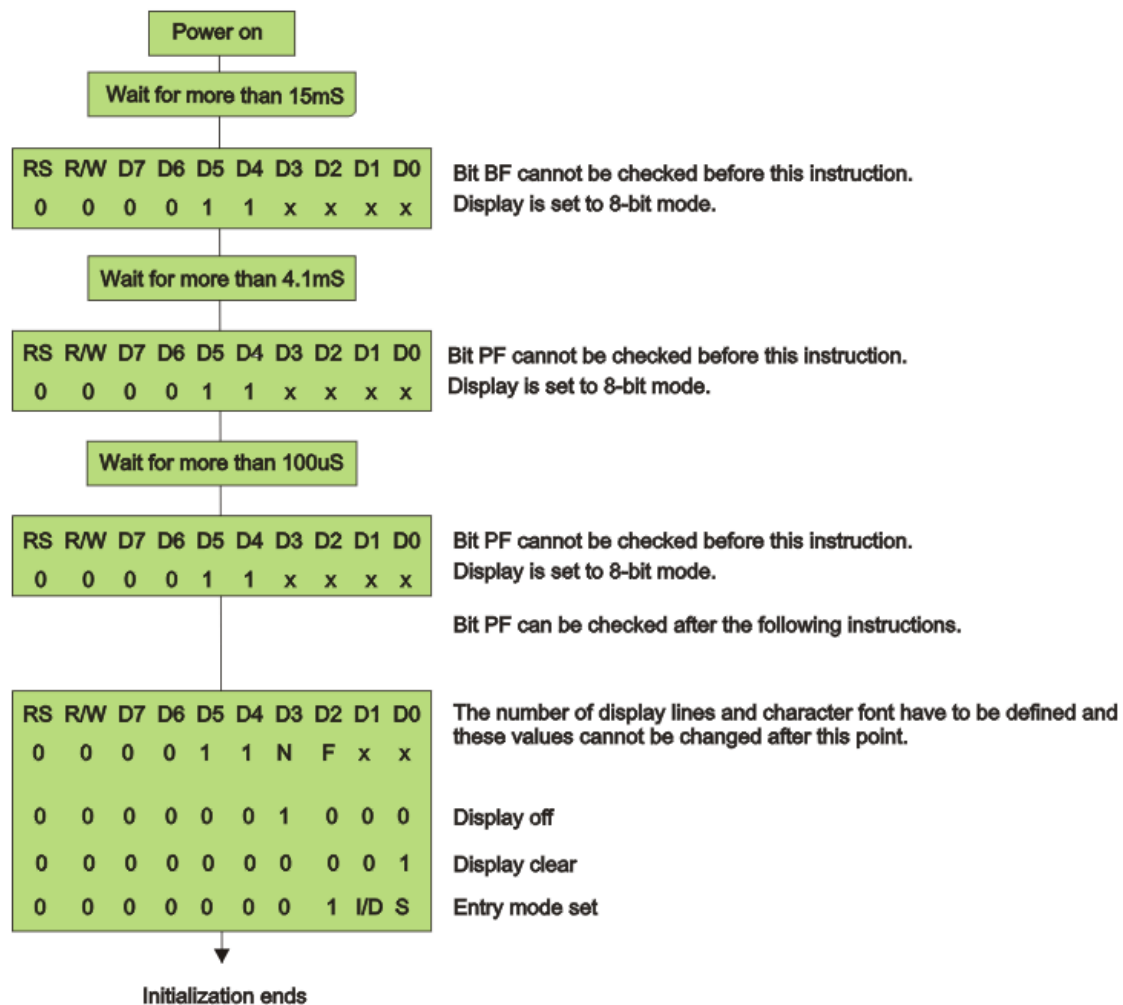 Power on
Wait for more than 15mS
RS R/W D7 D6 D5 D4 D3 D2 D1 D0
0 0 0 0 1 1 x x x x
Bit BF cannot be checked before this instruction.
Display is set to 8-bit mode.
Wait for more than 4.1mS
RS R/W D7 D6 D5 D4 D3 D2 D1 D0
0 0 0 0 1 1 x x x x
Bit PF cannot be checked before this instruction.
Display is set to 8-bit mode.
Wait for more than 100uS
RS R/W D7 D6 D5 D4 D3 D2 D1 D0
0 0 0 0 1 1 x x x x
Bit PF cannot be checked before this instruction.
Display is set to 8-bit mode.
Bit PF can be checked after the following instructions.
RS R/W D7 D6 D5 D4 D3 D2 D1 D0
0 0 0 0 1 1 N F x x
The number of display lines and character font have to be defined and
these values cannot be changed after this point.
0 0 0 0 0 0 1 0 0 0
Display off
0 0 0 0 0 0 0 0 0 1
Display clear
0 0 0 0 0 0 0 1 I/D S
Entry mode set
Initialization ends